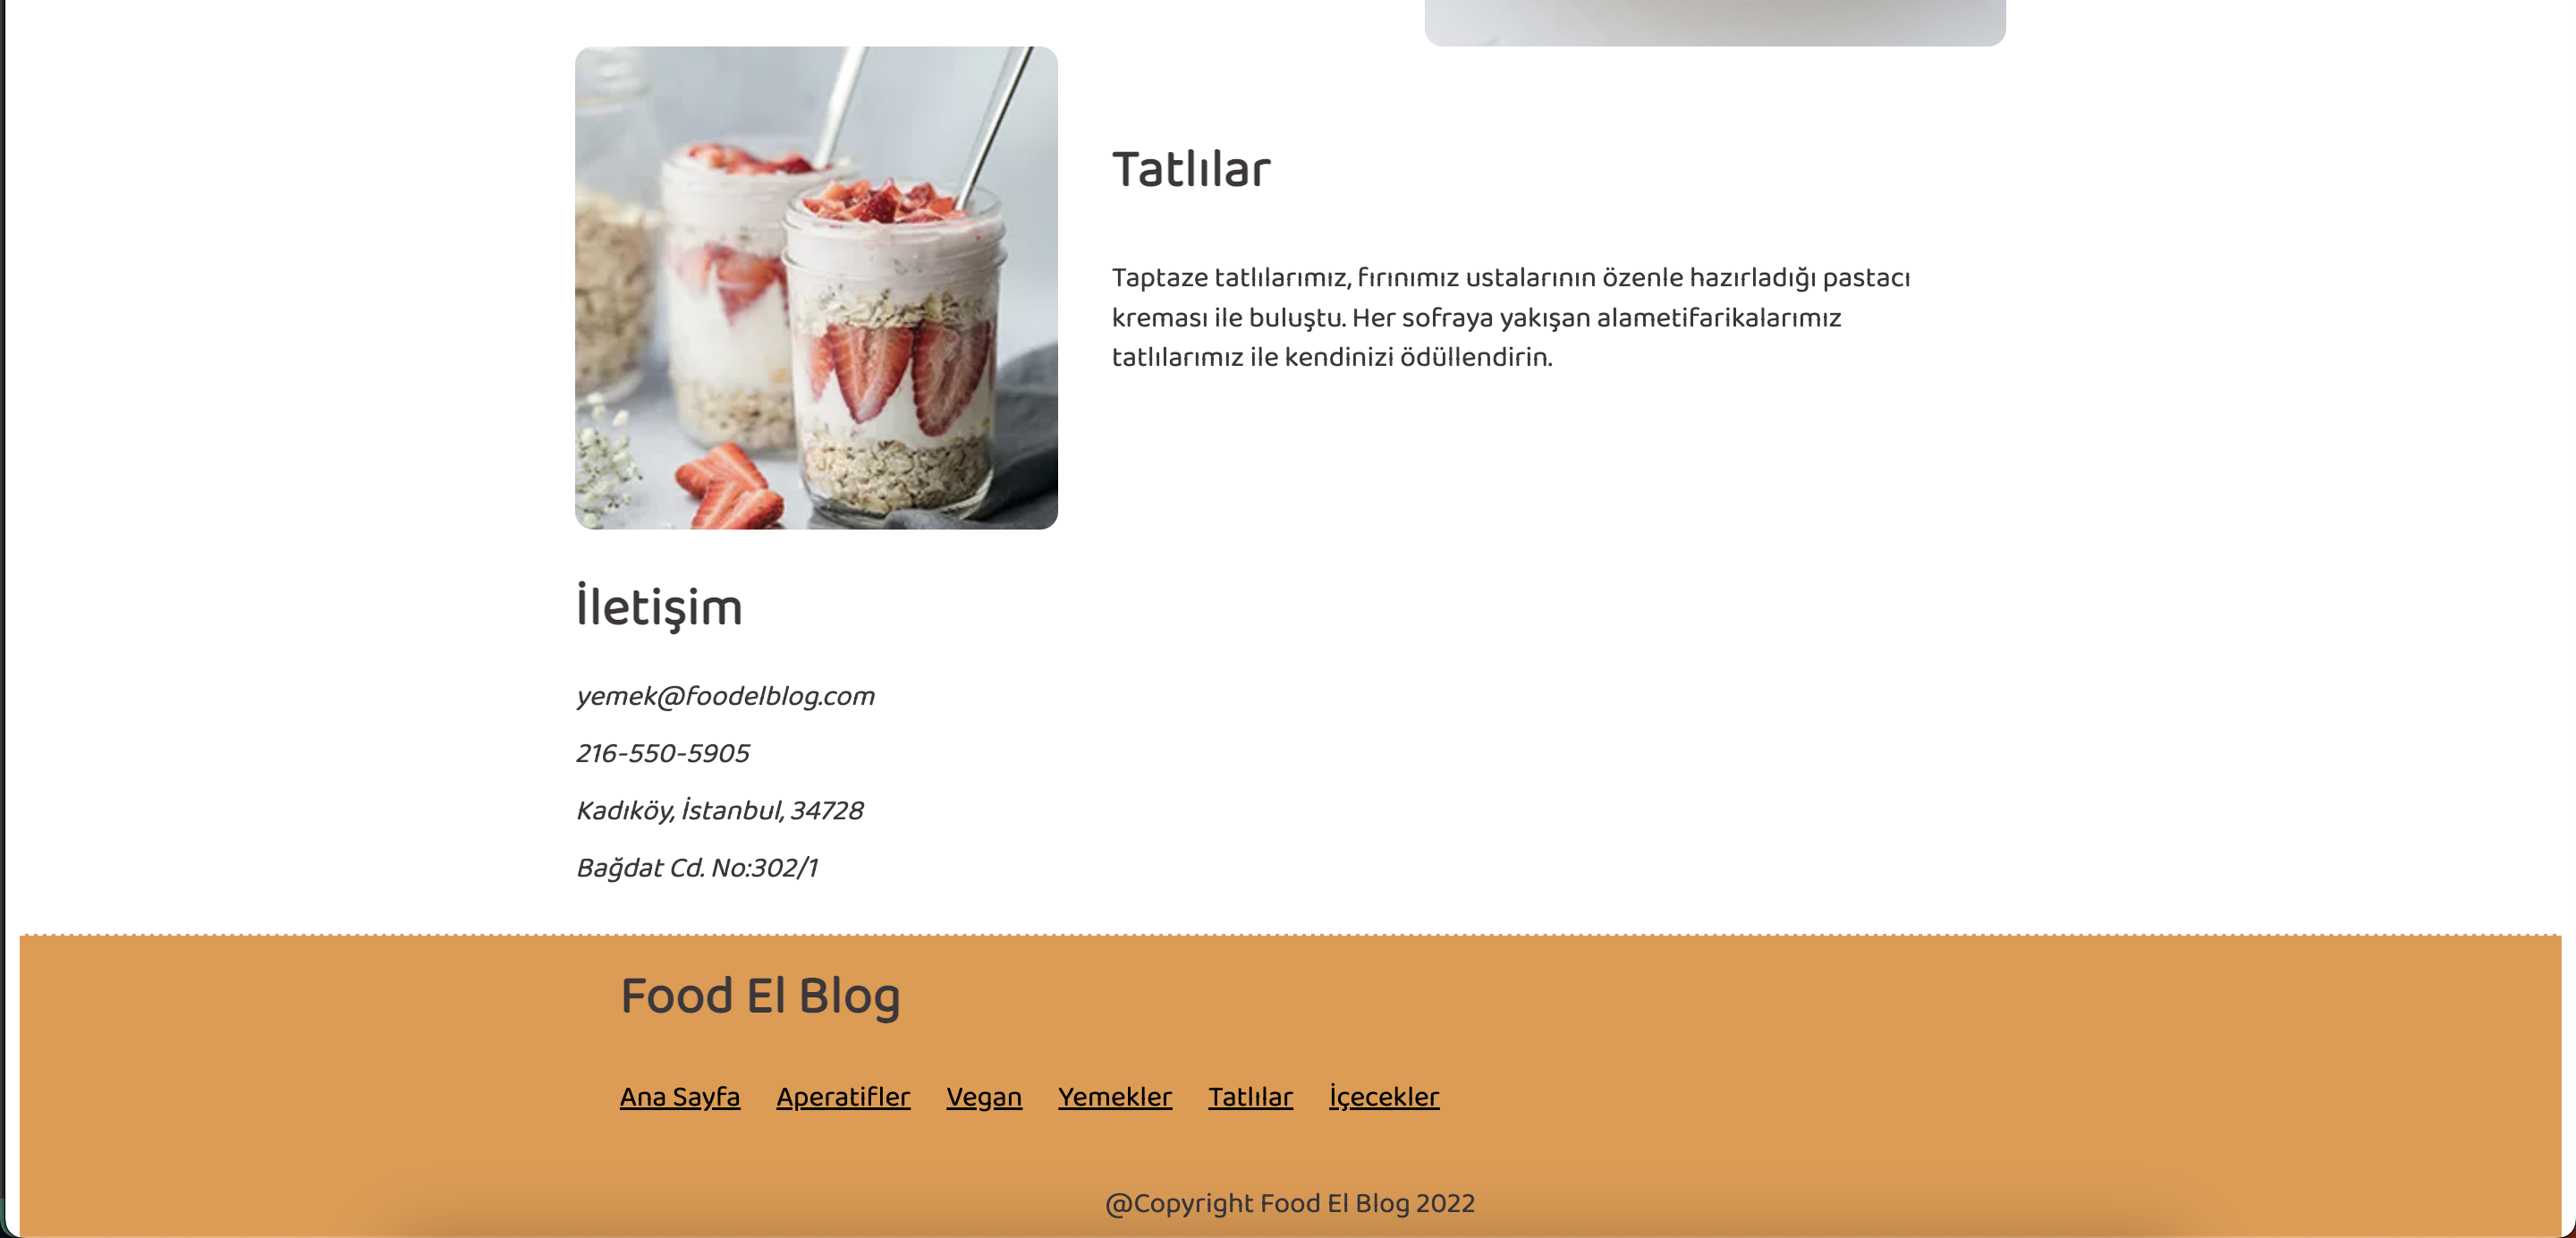 Tatlılar
Taptaze tatlılarımız, fırınımız ustalarının özenle hazırladığı pastacı
kreması ile buluştu. Her sofraya yakışan alametifarikalarımız
tatlılarımız ile kendinizi ödüllendirin.
İletişim
yemek@foodelblog.com
216-550-5905
Kadıköy, İstanbul, 34728
Bağdat Cd. No:302/1
Food El Blog
Ana Sayfa Aperatifler Vegan Yemekler Tatlılar İçecekler
@Copyright Food El Blog 2022